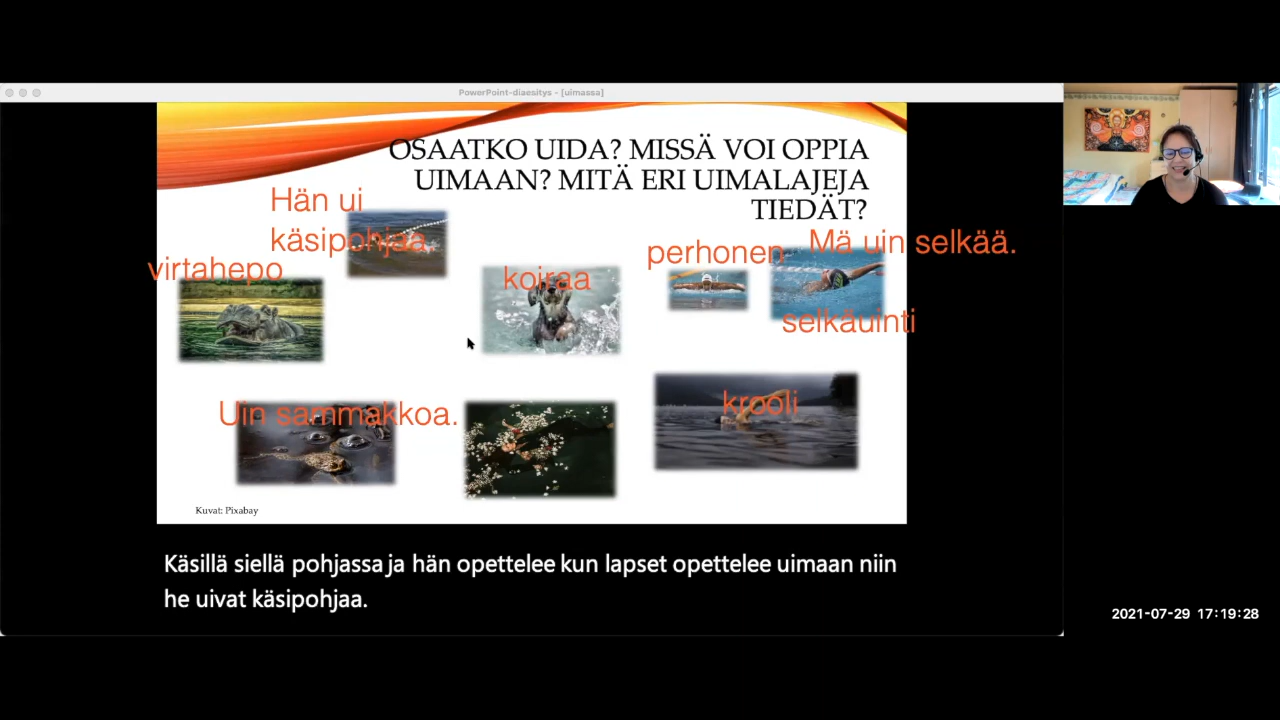 PowerPoint-diaesitys - [uimassa]
OSAATKO UIDA? MISSÄ VOI OPPIA
UIMAAN? MITÄ ERI UIMALAJEJA
TIEDÄT?
Hän ui
käsipohjaa.
virtahepo
koiraa
perhonen
Mä uin selkää.
selkäuinti
Uin sammakkoa.
krooli
Kuvat: Pixabay
Käsillä siellä pohjassa ja hän opettelee kun lapset opettelee uimaan niin
he uivat käsipohjaa.
2021-07-29 17:19:28